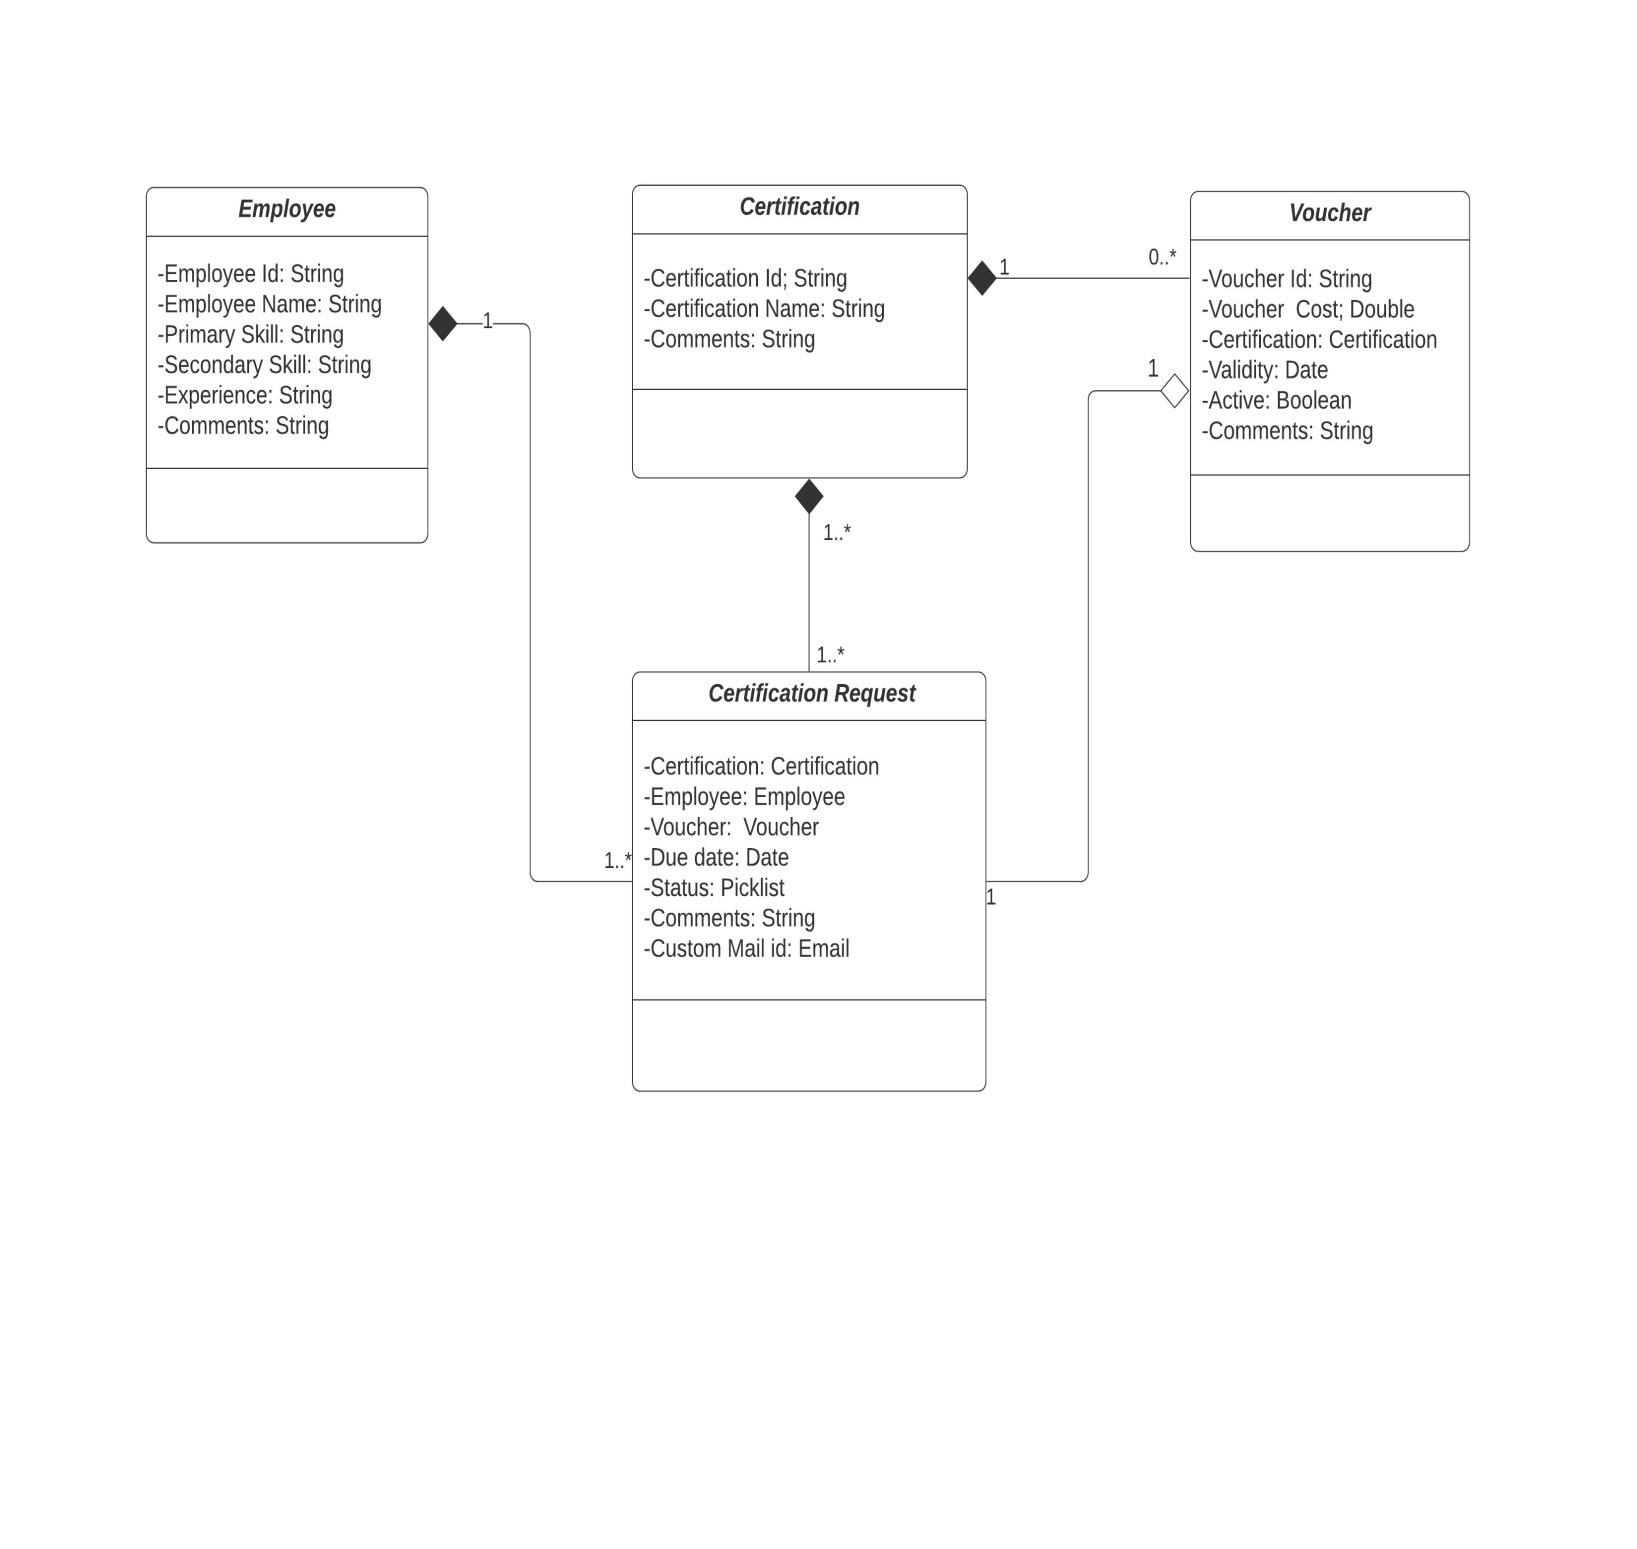 Employee
-Employee Id: String
-Employee Name: String
-Primary Skill: String
-Secondary Skill: String
-Experience: String
-Comments: String
1
1..*
Certification
-Certification Id; String
-Certification Name: String
-Comments: String
1
0..*
1..*
1..*
Voucher
-Voucher Id: String
-Voucher  Cost; Double
-Certification: Certification
-Validity: Date
-Active: Boolean
-Comments: String
1
1
Certification Request
-Certification: Certification
-Employee: Employee
-Voucher:  Voucher
-Due date: Date
-Status: Picklist
-Comments: String
-Custom Mail id: Email